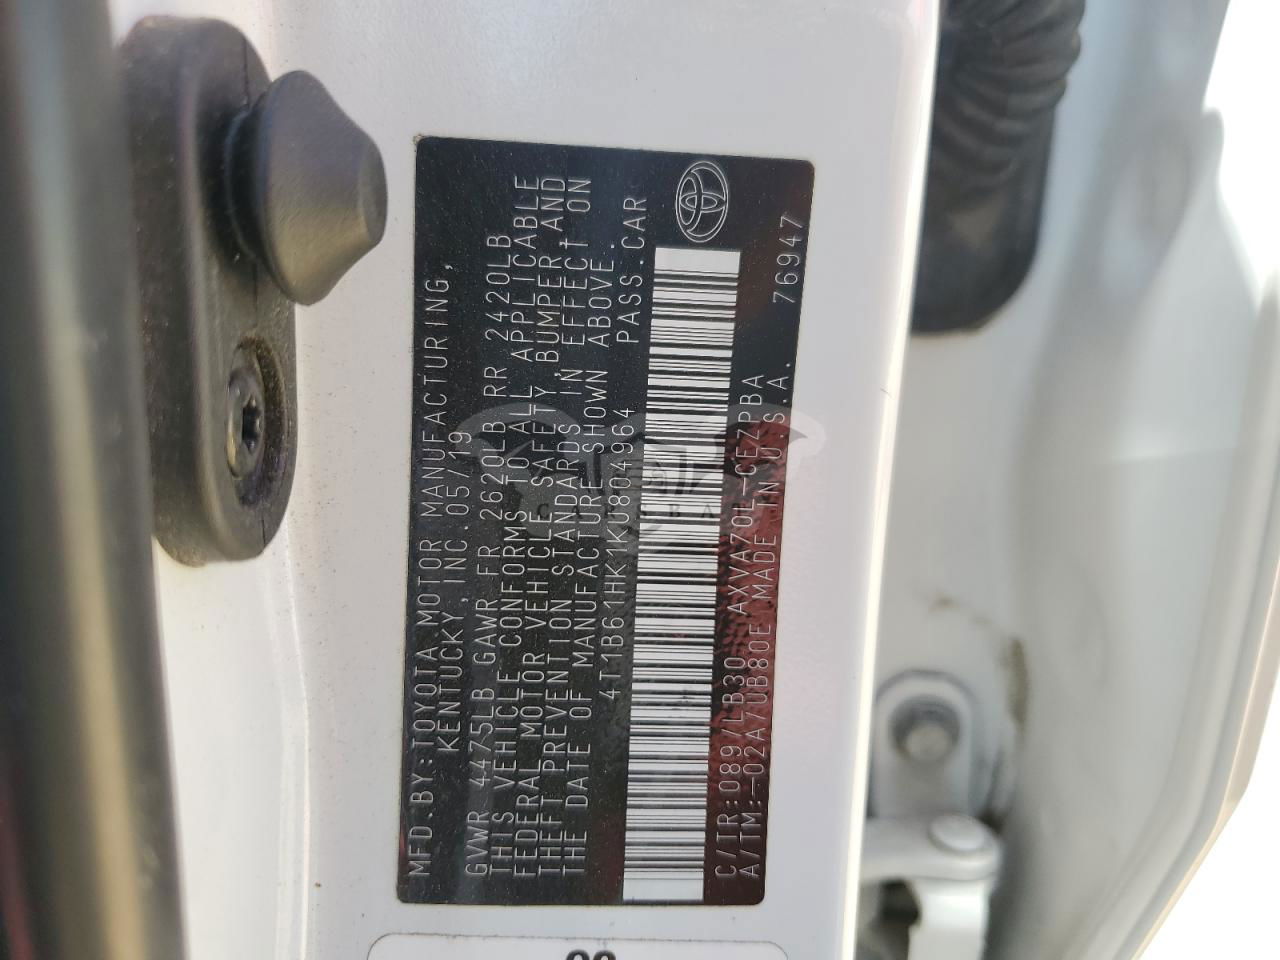 MFD.BY:TOYOTA MOTOR MANUFACTURING,
KENTUCKY,INC.05/19
GVWR 4475LB GAWR FR 2620LB RR 2420LB
THIS VEHICLE CONFORMS TO ALL APPLICABLE
FEDERAL MOTOR VEHICLE SAFETY,BUMPER,AND
THEFT PREVENTION STANDARDS IN EFFECT ON
THE DATE OF MANUFACTURE SHOWN ABOVE.
4T1B61HK1KU804964 PASS.CAR
C/TR:089/LB30 AXVA70L-CEZPBA
A/TM:-02A/UB80E MADE IN U.S.A. 76947